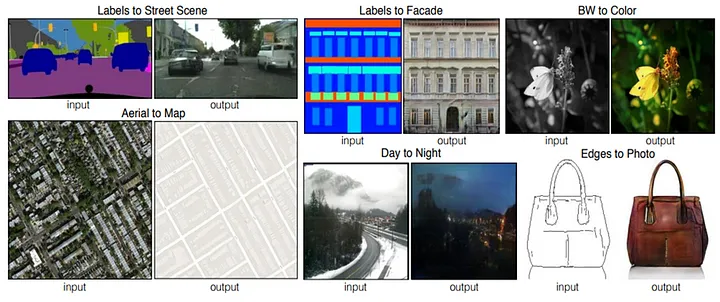 Labels to Street Scene
input
output
Aerial to Map
input
output
Labels to Facade
input
output
BW to Color
input
output
Day to Night
input
output
Edges to Photo
input
output